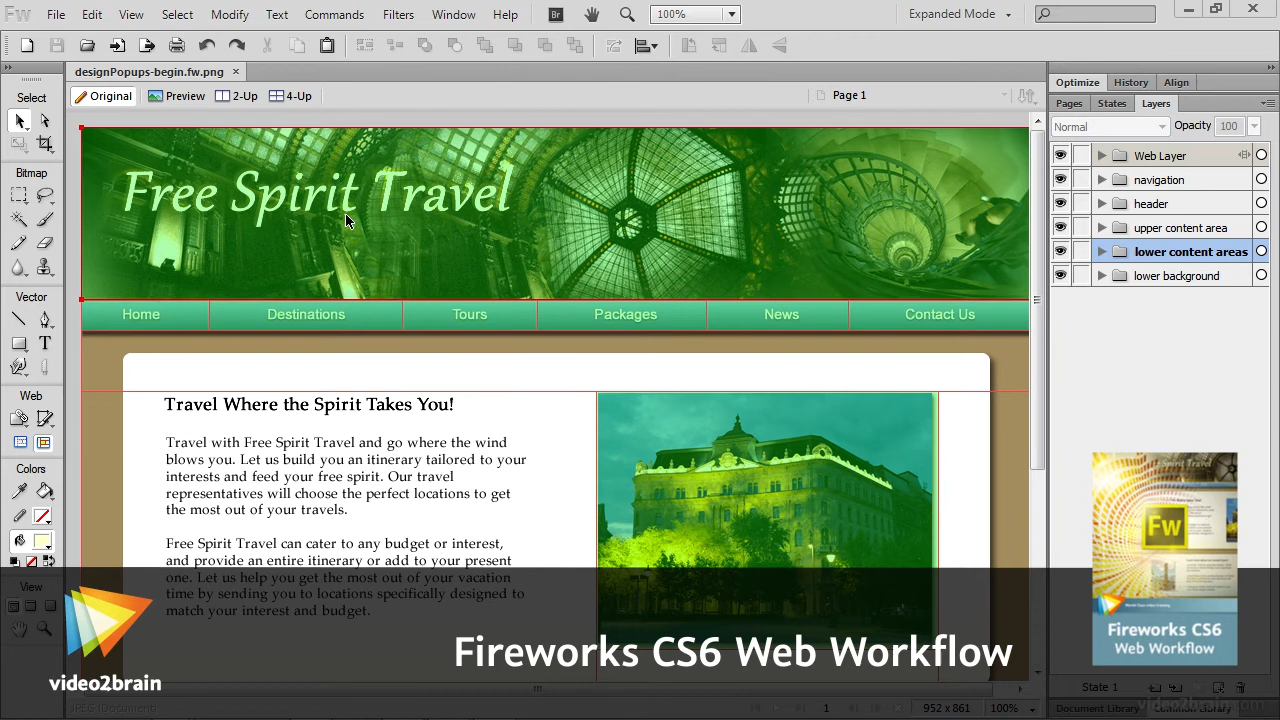 Fw File Edit View Select Modify Text Commands Filters Window Help Br 100% Expanded Mode
designPopups-begin.fw.png ×
Original Preview 2-Up 4-Up Page 1
Select
Bitmap
Vector
T
Web
Colors
View
Free Spirit Travel
Home Destinations Tours Packages News Contact Us
Travel Where the Spirit Takes You!
Travel with Free Spirit Travel and go where the wind
blows you. Let us build you an itinerary tailored to your
interests and feed your free spirit. Our travel
representatives will choose the perfect locations to get
the most out of your travels.
Free Spirit Travel can cater to any budget or interest,
and provide an entire itinerary or add to your present
one. Let us help you get the most out of your vacation
time by sending you to locations specifically designed to
match your interest and budget.
Optimize History Align
Pages States Layers
Normal Opacity 100
Web Layer
navigation
header
upper content area
lower content areas
lower background
Spirit Travel
Fw
Fireworks CS6
Web Workflow
Fireworks CS6 Web Workflow
video2brain
State 1
JPEG (Document) 1 952 x 861 100%
Document Library Common Library
video2brain.com